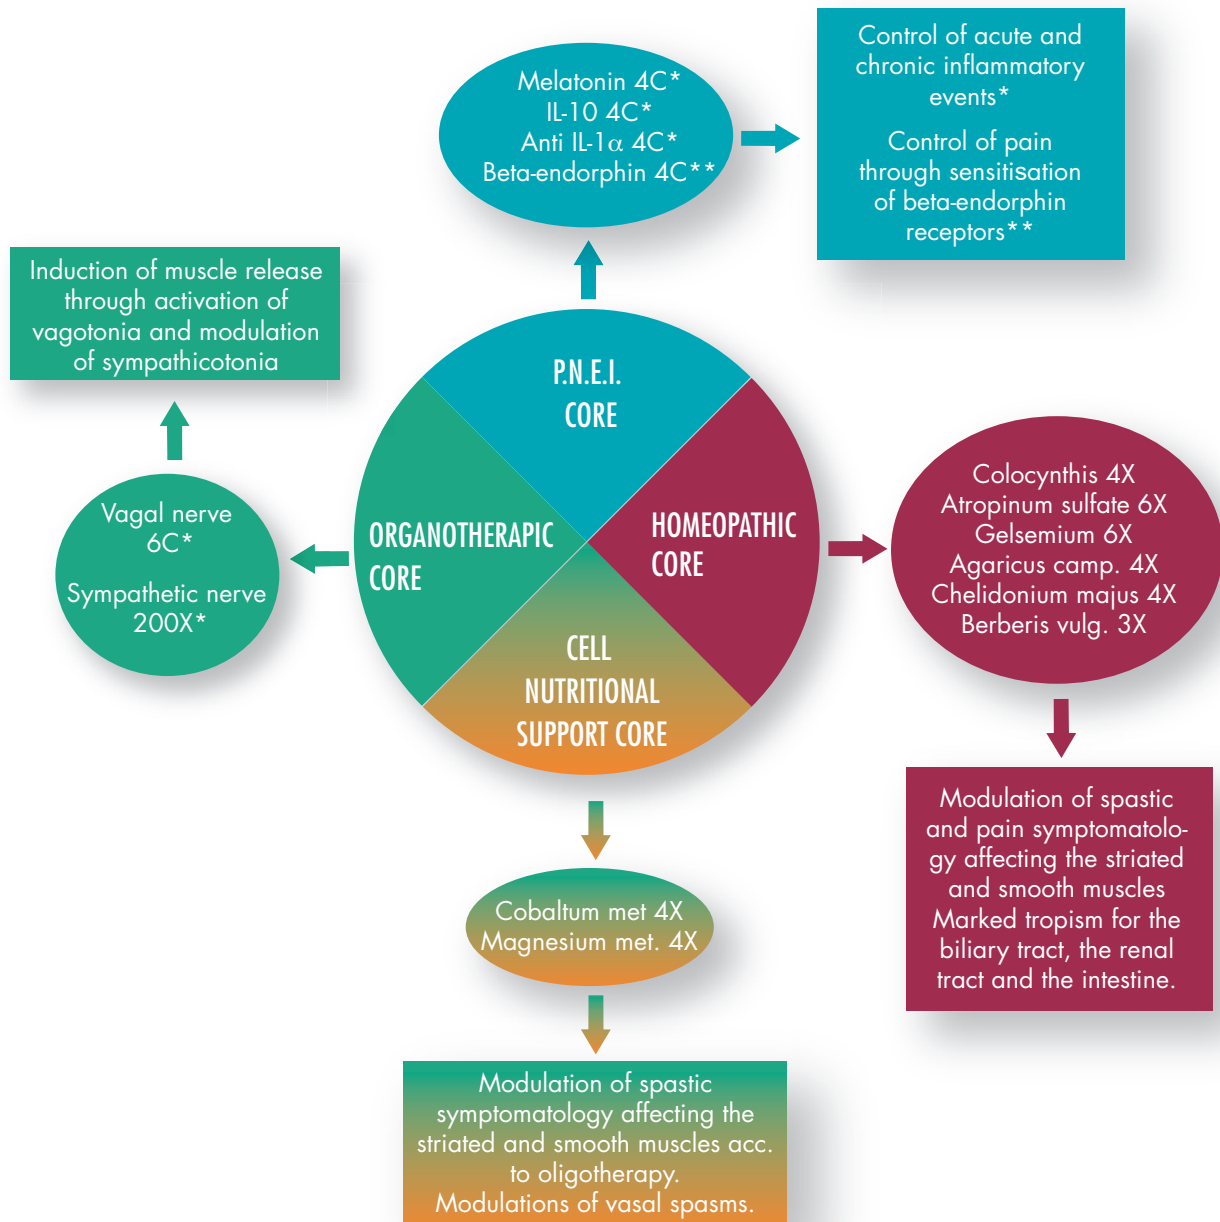 Melatonin 4C*
IL-10 4C*
Anti IL-1α 4C*
Beta-endorphin 4C**
Control of acute and
chronic inflammatory
events*
Control of pain
through sensitisation
of beta-endorphin
receptors**
Induction of muscle release
through activation of
vagotonia and modulation
of sympathicotonia
P.N.E.I.
CORE
Vagal nerve
6C*
Sympathetic nerve
200X*
ORGANOTHERAPIC
CORE
HOMEOPATHIC
CORE
Colocynthis 4X
Atropinum sulfate 6X
Gelsemium 6X
Agaricus camp. 4X
Chelidonium majus 4X
Berberis vulg. 3X
CELL
NUTRITIONAL
SUPPORT CORE
Modulation of spastic
and pain symptomatolo-
gy affecting the striated
and smooth muscles
Marked tropism for the
biliary tract, the renal
tract and the intestine.
Cobaltum met 4X
Magnesium met. 4X
Modulation of spastic
symptomatology affecting the
striated and smooth muscles acc.
to oligotherapy.
Modulations of vasal spasms.